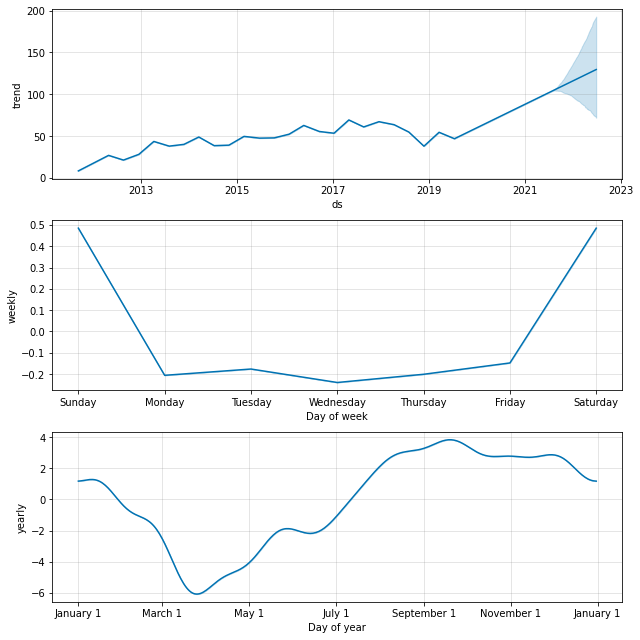 200
150
100
50
0
trend
2013 2015 2017 2019 2021 2023
ds
0.5
0.4
0.3
0.2
0.1
0.0
−0.1
−0.2
weekly
Sunday Monday Tuesday Wednesday Thursday Friday Saturday
Day of week
4
2
0
−2
−4
−6
yearly
January 1 March 1 May 1 July 1 September 1 November 1 January 1
Day of year